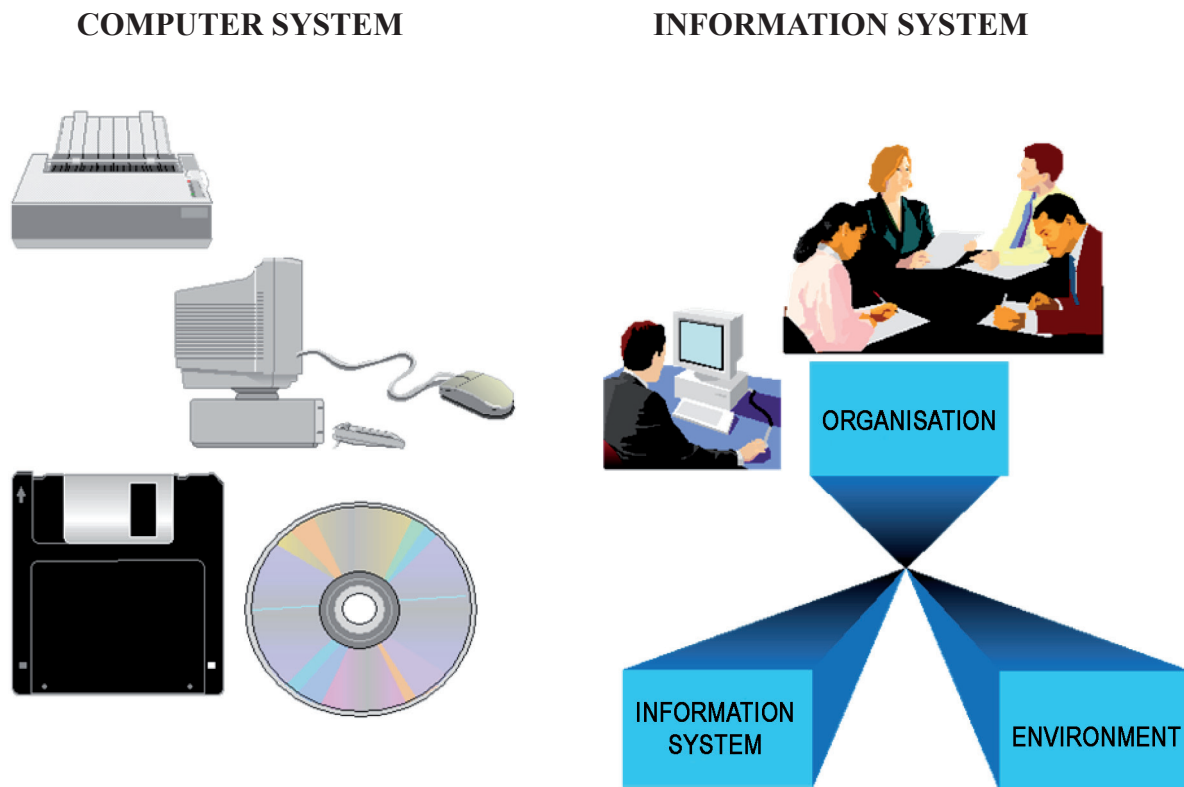 COMPUTER SYSTEM
INFORMATION SYSTEM
ORGANISATION
INFORMATION
SYSTEM
ENVIRONMENT